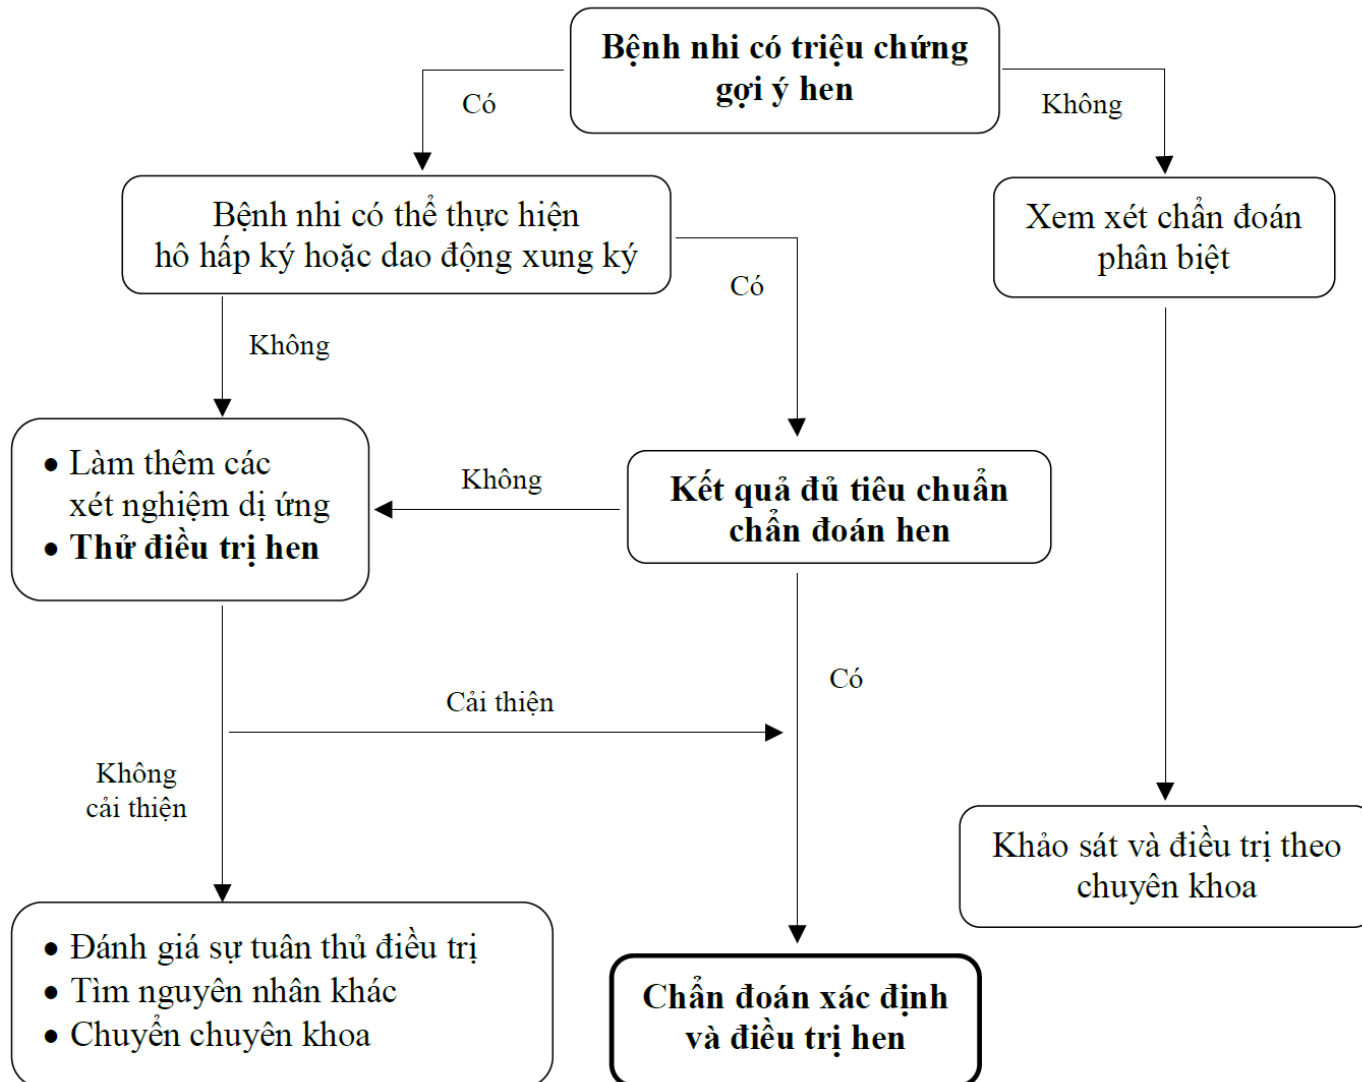 Bệnh nhi có triệu chứng
gợi ý hen
Có
Không
Bệnh nhi có thể thực hiện
hô hấp ký hoặc dao động xung ký
Xem xét chẩn đoán
phân biệt
Có
Không
• Làm thêm các
xét nghiệm dị ứng
• Thử điều trị hen
Không
Kết quả đủ tiêu chuẩn
chẩn đoán hen
Có
Cải thiện
Không
cải thiện
Khảo sát và điều trị theo
chuyên khoa
• Đánh giá sự tuân thủ điều trị
• Tìm nguyên nhân khác
• Chuyển chuyên khoa
Chẩn đoán xác định
và điều trị hen